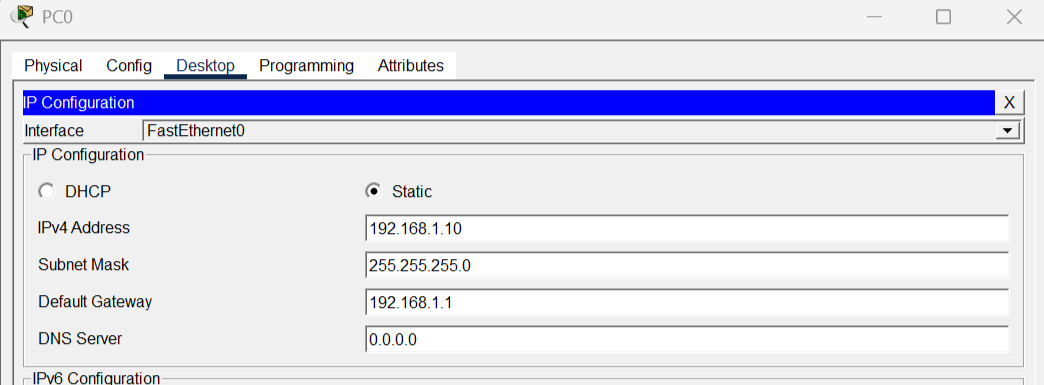 PC0
Physical Config Desktop Programming Attributes
IP Configuration X
Interface FastEthernet0
IP Configuration
DHCP Static
IPv4 Address 192.168.1.10
Subnet Mask 255.255.255.0
Default Gateway 192.168.1.1
DNS Server 0.0.0.0
IPv6 Configuration